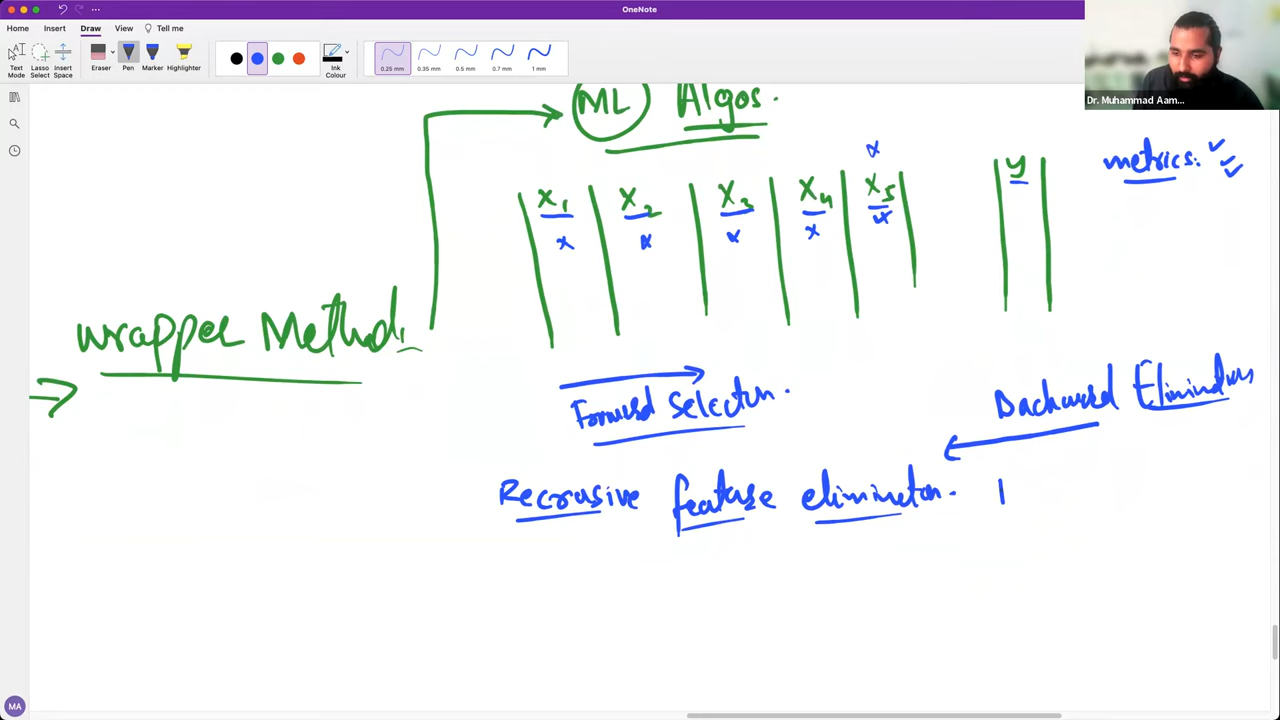 OneNote
Home Insert Draw View Tell me
Text Mode
Lasso Select
Insert Space
Eraser
Pen
Marker
Highlighter
0.25 mm
0.35 mm
0.5 mm
0.7 mm
1 mm
Ink Colour
Dr. Muhammad Aam...
ML Algos.
x
X1 X2 X3 X4 X5 y metrics:
x x x x x
wrapper Method:
Forward Selection.
Backward Elimination
Recrusive feature elimination. I
MA